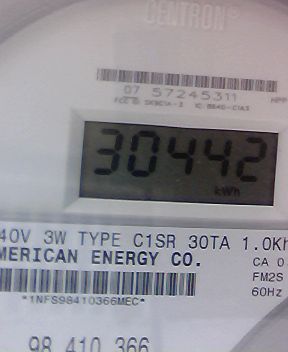 CENTRON®
07 57245311
30442
kWh
40V 3W TYPE C1SR 30TA 1.0Kh
MERICAN ENERGY CO.
CA 0
FM2S
60Hz
*1NFS98410366MEC*
98 410 366